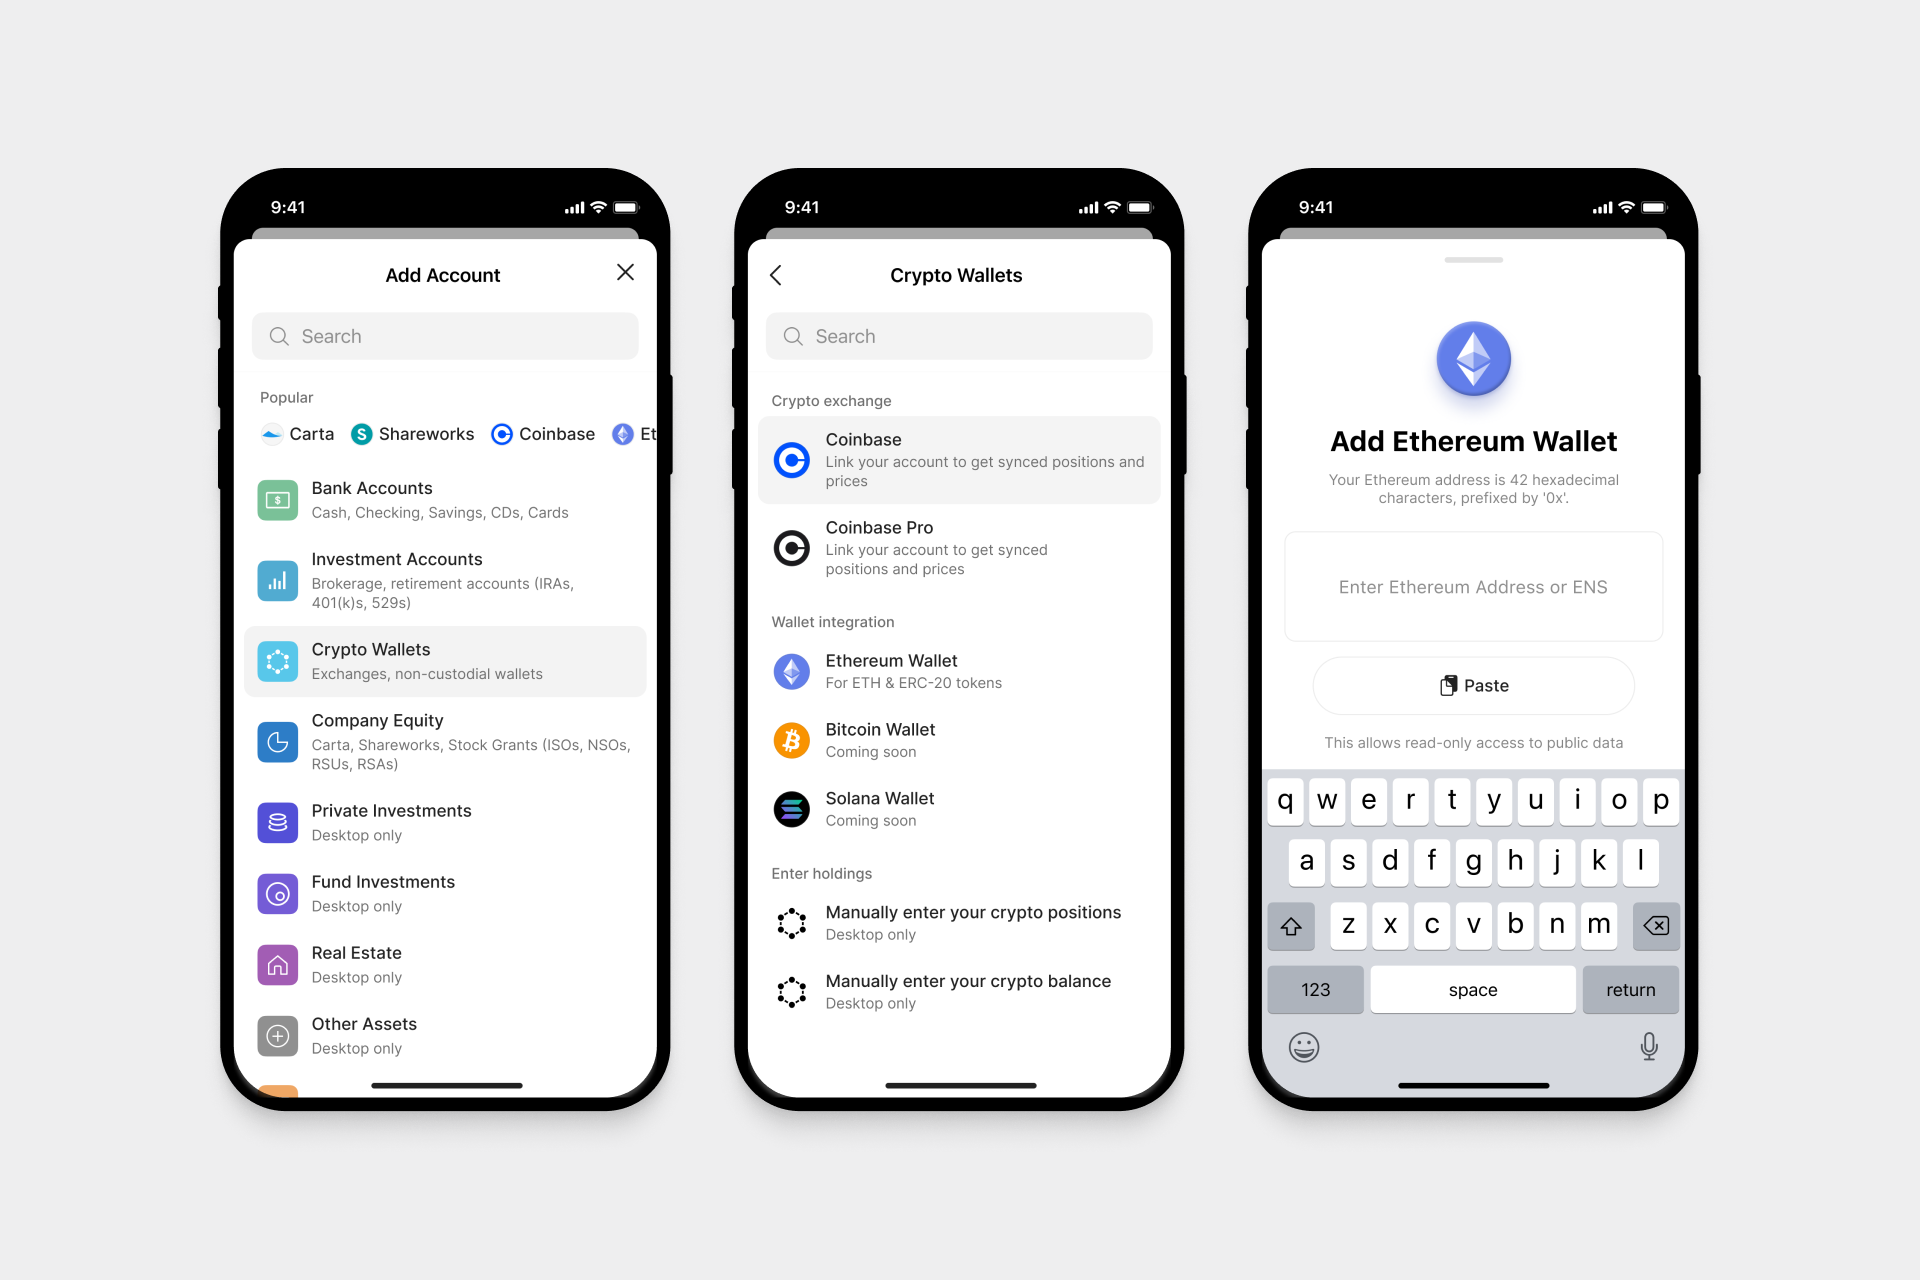 9:41
Add Account
Search
Popular
Carta
Shareworks
Coinbase
Et
Bank Accounts
Cash, Checking, Savings, CDs, Cards
Investment Accounts
Brokerage, retirement accounts (IRAs,
401(k)s, 529s)
Crypto Wallets
Exchanges, non-custodial wallets
Company Equity
Carta, Shareworks, Stock Grants (ISOs, NSOs,
RSUs, RSAs)
Private Investments
Desktop only
Fund Investments
Desktop only
Real Estate
Desktop only
Other Assets
Desktop only
9:41
Crypto Wallets
Search
Crypto exchange
Coinbase
Link your account to get synced positions and
prices
Coinbase Pro
Link your account to get synced
positions and prices
Wallet integration
Ethereum Wallet
For ETH & ERC-20 tokens
Bitcoin Wallet
Coming soon
Solana Wallet
Coming soon
Enter holdings
Manually enter your crypto positions
Desktop only
Manually enter your crypto balance
Desktop only
9:41
Add Ethereum Wallet
Your Ethereum address is 42 hexadecimal
characters, prefixed by '0x'.
Enter Ethereum Address or ENS
Paste
This allows read-only access to public data
q w e r t y u i o p
a s d f g h j k l
z x c v b n m
123 space return